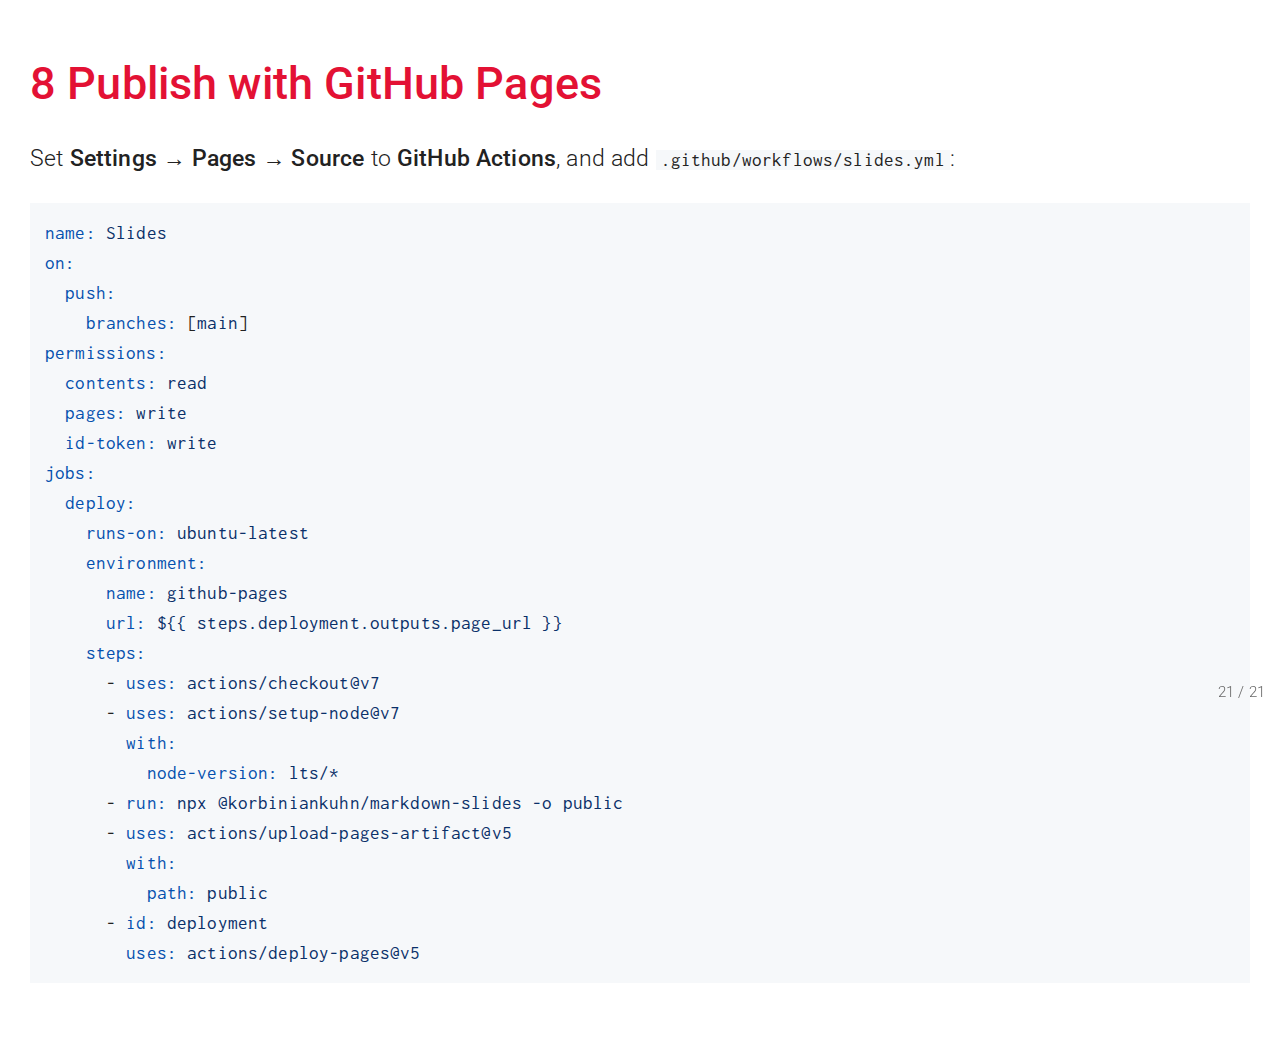 8 Publish with GitHub Pages
Set Settings → Pages → Source to GitHub Actions, and add .github/workflows/slides.yml:
name: Slides
on:
  push:
    branches: [main]
permissions:
  contents: read
  pages: write
  id-token: write
jobs:
  deploy:
    runs-on: ubuntu-latest
    environment:
      name: github-pages
      url: ${{ steps.deployment.outputs.page_url }}
    steps:
      - uses: actions/checkout@v7
21 / 21
      - uses: actions/setup-node@v7
        with:
          node-version: lts/*
      - run: npx @korbiniankuhn/markdown-slides -o public
      - uses: actions/upload-pages-artifact@v5
        with:
          path: public
      - id: deployment
        uses: actions/deploy-pages@v5